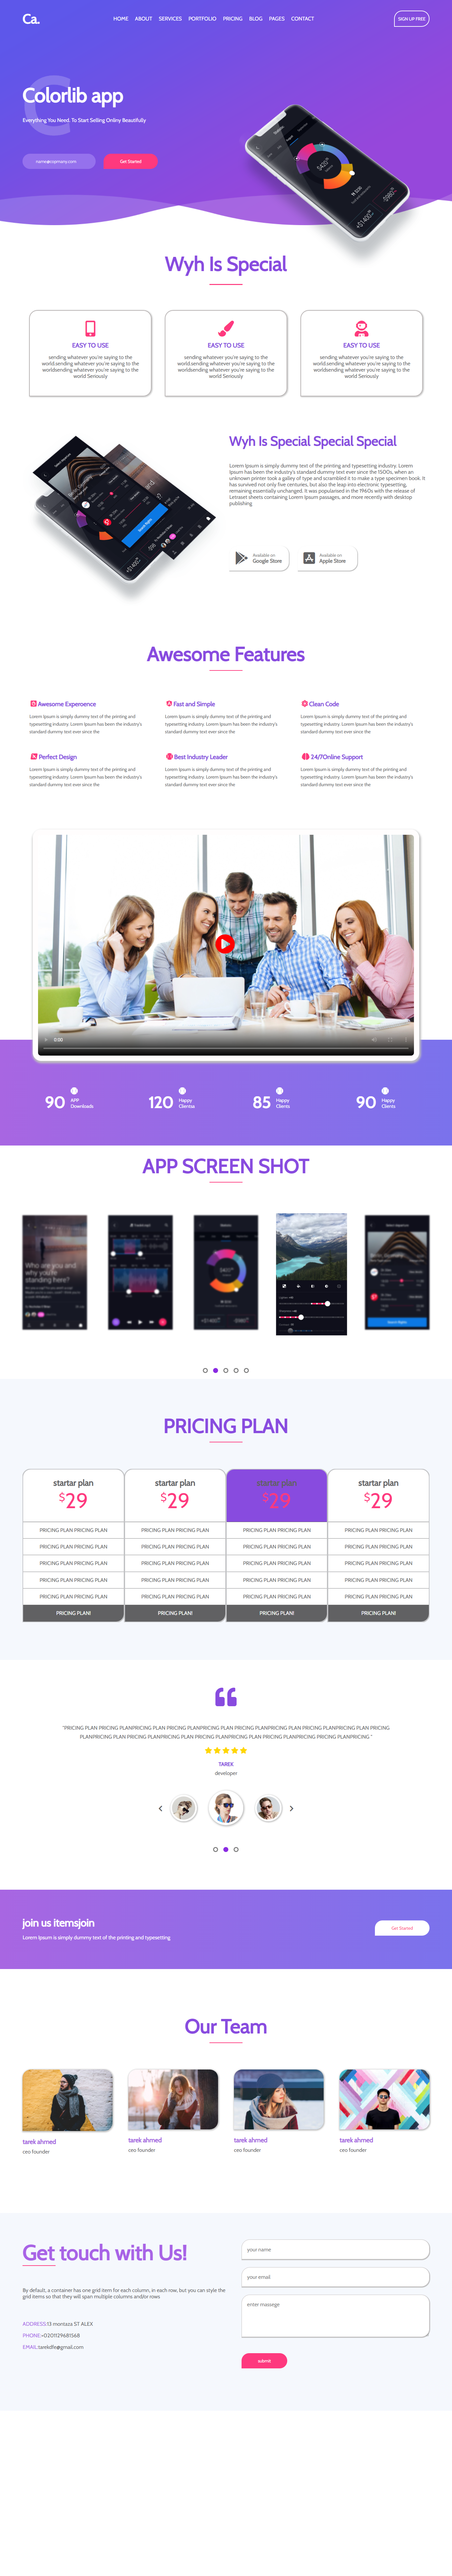 Ca.
HOME ABOUT SERVICES PORTFOLIO PRICING BLOG PAGES CONTACT
SIGN UP FREE
C
Colorlib app
Everything You Need. To Start Selling Onliny Beautifully
Get Started
Wyh Is Special
EASY TO USE
sending whatever you're saying to the
world.sending whatever you're saying to the
worldsending whatever you're saying to the
world Seriously
EASY TO USE
sending whatever you're saying to the
world.sending whatever you're saying to the
worldsending whatever you're saying to the
world Seriously
EASY TO USE
sending whatever you're saying to the
world.sending whatever you're saying to the
worldsending whatever you're saying to the
world Seriously
Wyh Is Special Special Special
Lorem Ipsum is simply dummy text of the printing and typesetting industry. Lorem
Ipsum has been the industry's standard dummy text ever since the 1500s, when an
unknown printer took a galley of type and scrambled it to make a type specimen book. It
has survived not only five centuries, but also the leap into electronic typesetting,
remaining essentially unchanged. It was popularised in the 1960s with the release of
Letraset sheets containing Lorem Ipsum passages, and more recently with desktop
publishing
Available on
Google Store
Available on
Apple Store
Awesome Features
Awesome Experoence
Lorem Ipsum is simply dummy text of the printing and
typesetting industry. Lorem Ipsum has been the industry's
standard dummy text ever since the
Fast and Simple
Lorem Ipsum is simply dummy text of the printing and
typesetting industry. Lorem Ipsum has been the industry's
standard dummy text ever since the
Clean Code
Lorem Ipsum is simply dummy text of the printing and
typesetting industry. Lorem Ipsum has been the industry's
standard dummy text ever since the
Perfect Design
Lorem Ipsum is simply dummy text of the printing and
typesetting industry. Lorem Ipsum has been the industry's
standard dummy text ever since the
Best Industry Leader
Lorem Ipsum is simply dummy text of the printing and
typesetting industry. Lorem Ipsum has been the industry's
standard dummy text ever since the
24/7Online Support
Lorem Ipsum is simply dummy text of the printing and
typesetting industry. Lorem Ipsum has been the industry's
standard dummy text ever since the
0:00
90 APP
Downloads
120 Happy
Clientsy
85 Happy
Clients
90 Happy
Clients
APP SCREEN SHOT
Who are you and
why you're
standing here?
PRICING PLAN
startar plan startar plan startar plan startar plan
$29 $29 $29 $29
PRICING PLAN PRICING PLAN PRICING PLAN PRICING PLAN PRICING PLAN PRICING PLAN PRICING PLAN PRICING PLAN
PRICING PLAN PRICING PLAN PRICING PLAN PRICING PLAN PRICING PLAN PRICING PLAN PRICING PLAN PRICING PLAN
PRICING PLAN PRICING PLAN PRICING PLAN PRICING PLAN PRICING PLAN PRICING PLAN PRICING PLAN PRICING PLAN
PRICING PLAN PRICING PLAN PRICING PLAN PRICING PLAN PRICING PLAN PRICING PLAN PRICING PLAN PRICING PLAN
PRICING PLAN PRICING PLAN PRICING PLAN PRICING PLAN PRICING PLAN PRICING PLAN PRICING PLAN PRICING PLAN
PRICING PLAN! PRICING PLAN! PRICING PLAN! PRICING PLAN!
"PRICING PLAN PRICING PLANPRICING PLAN PRICING PLANPRICING PLAN PRICING PLANPRICING PLAN PRICING PLANPRICING PLAN PRICING
PLANPRICING PLAN PRICING PLANPRICING PLAN PRICING PLANPRICING PLAN PRICING PLANPRICING PRICING PLANPRICING."
TAREK
developer
join us itemsjoin
Lorem Ipsum is simply dummy text of the printing and typesetting
Get Started
Our Team
tarek ahmed
ceo founder
tarek ahmed
ceo founder
tarek ahmed
ceo founder
tarek ahmed
ceo founder
Get touch with Us!
By default, a container has one grid item for each column, in each row, but you can style the
grid items so that they will span multiple columns and/or rows
ADDRESS:13 montaza ST ALEX
PHONE:+0201129681568
EMAIL:tarekdfe@gmail.com
your name
your email
enter massege
submit